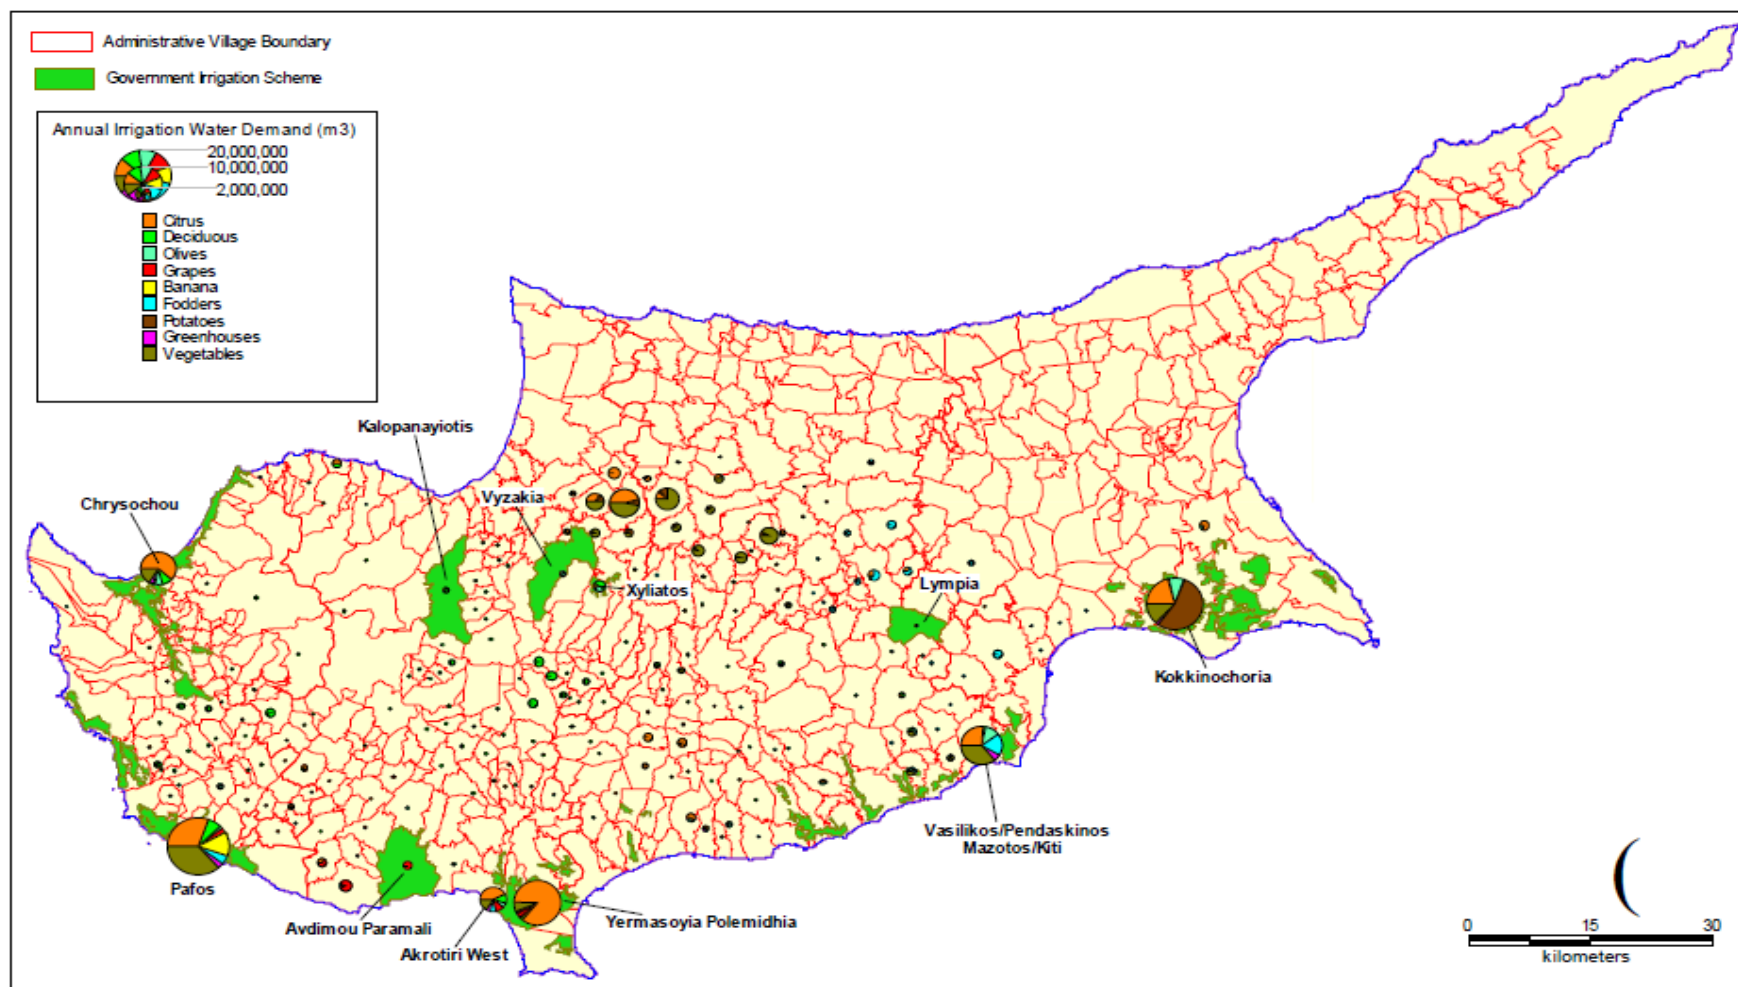 Administrative Village Boundary
Government Irrigation Scheme
Annual Irrigation Water Demand (m3)
20,000,000
10,000,000
2,000,000
Citrus
Deciduous
Olives
Grapes
Banana
Fodders
Potatoes
Greenhouses
Vegetables
Kalopanayiotis
Vyzakia
Chrysochou
Xyliatos
Lympia
Kokkinochoria
Vasilikos/Pendaskinos
Mazotos/Kiti
Pafos
Avdimou Paramali
Akrotiri West
Yermasoyia Polemidhia
0 15 30
kilometers